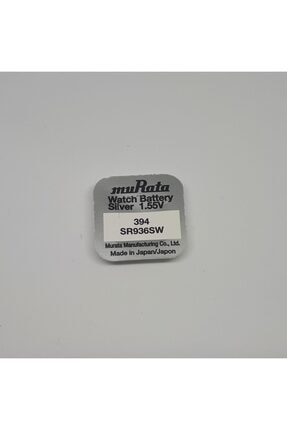 muRata
Watch Battery
Silver 1.55V
394
SR936SW
Murata Manufacturing Co., Ltd.
Made in Japan/Japon